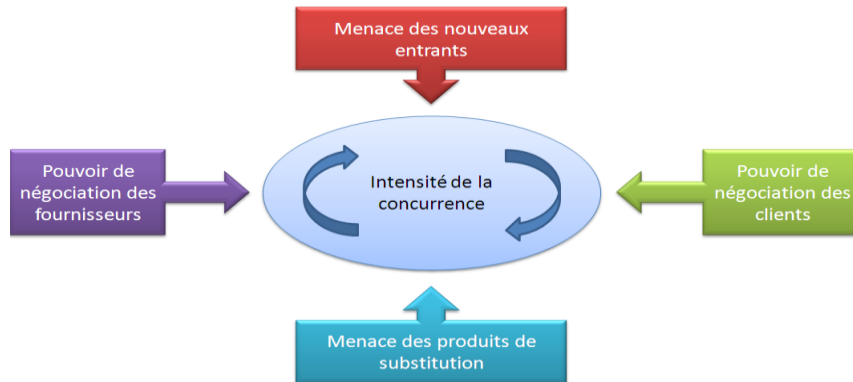 Menace des nouveaux
entrants
Pouvoir de
négociation des
fournisseurs
Intensité de la
concurrence
Pouvoir de
négociation des
clients
Menace des produits de
substitution